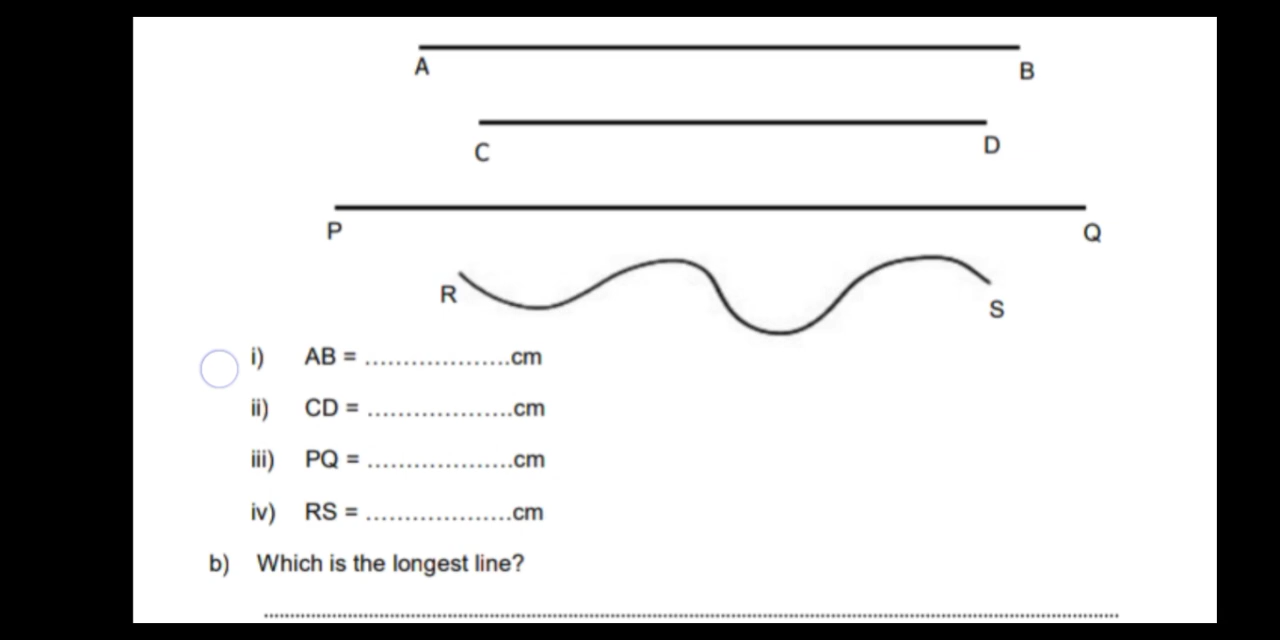 A B
C D
P Q
R S
i) AB = ...................cm
ii) CD = ...................cm
iii) PQ = ...................cm
iv) RS = ...................cm
b) Which is the longest line?